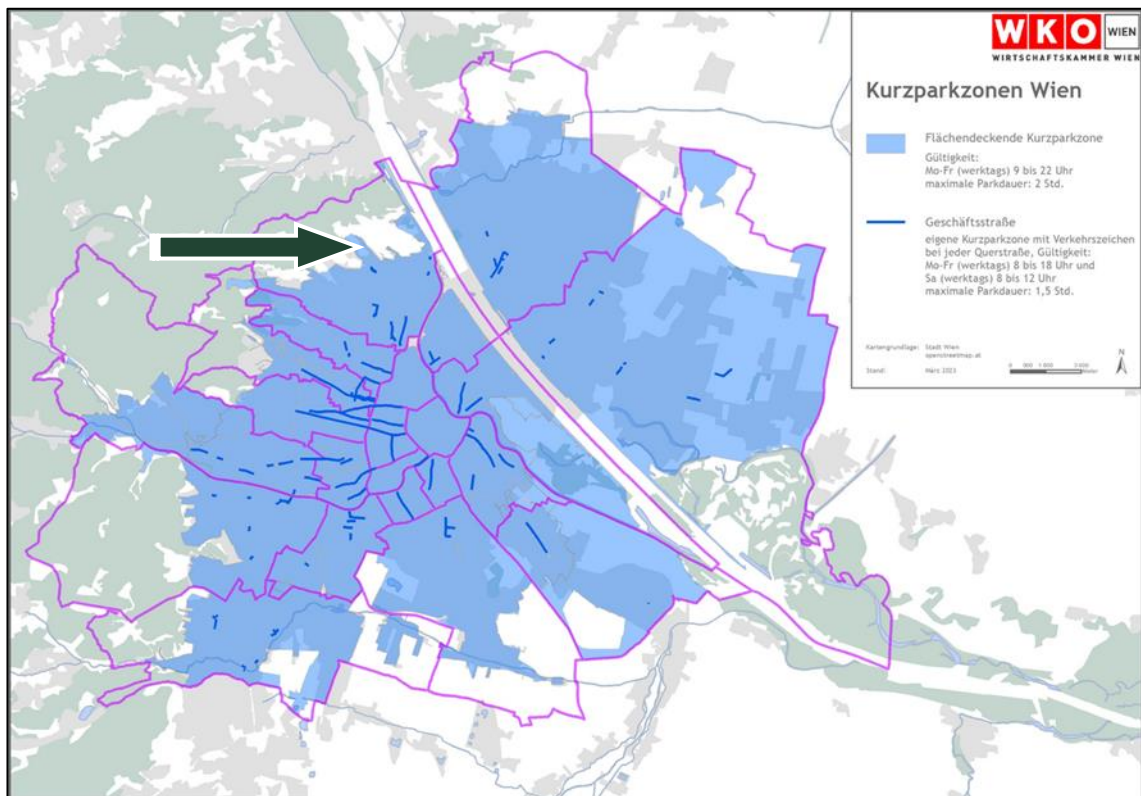 WKO WIEN
WIRTSCHAFTSKAMMER WIEN
Kurzparkzonen Wien
Flächendeckende Kurzparkzone
Gültigkeit:
Mo-Fr (werktags) 9 bis 22 Uhr
maximale Parkdauer: 2 Std.
Geschäftsstraße
eigene Kurzparkzone mit Verkehrszeichen
bei jeder Querstraße, Gültigkeit:
Mo-Fr (werktags) 8 bis 18 Uhr und
Sa (werktags) 8 bis 12 Uhr
maximale Parkdauer: 1,5 Std.
Kartengrundlage: Stadt Wien
openstreetmap.at
Stand: März 2023
N